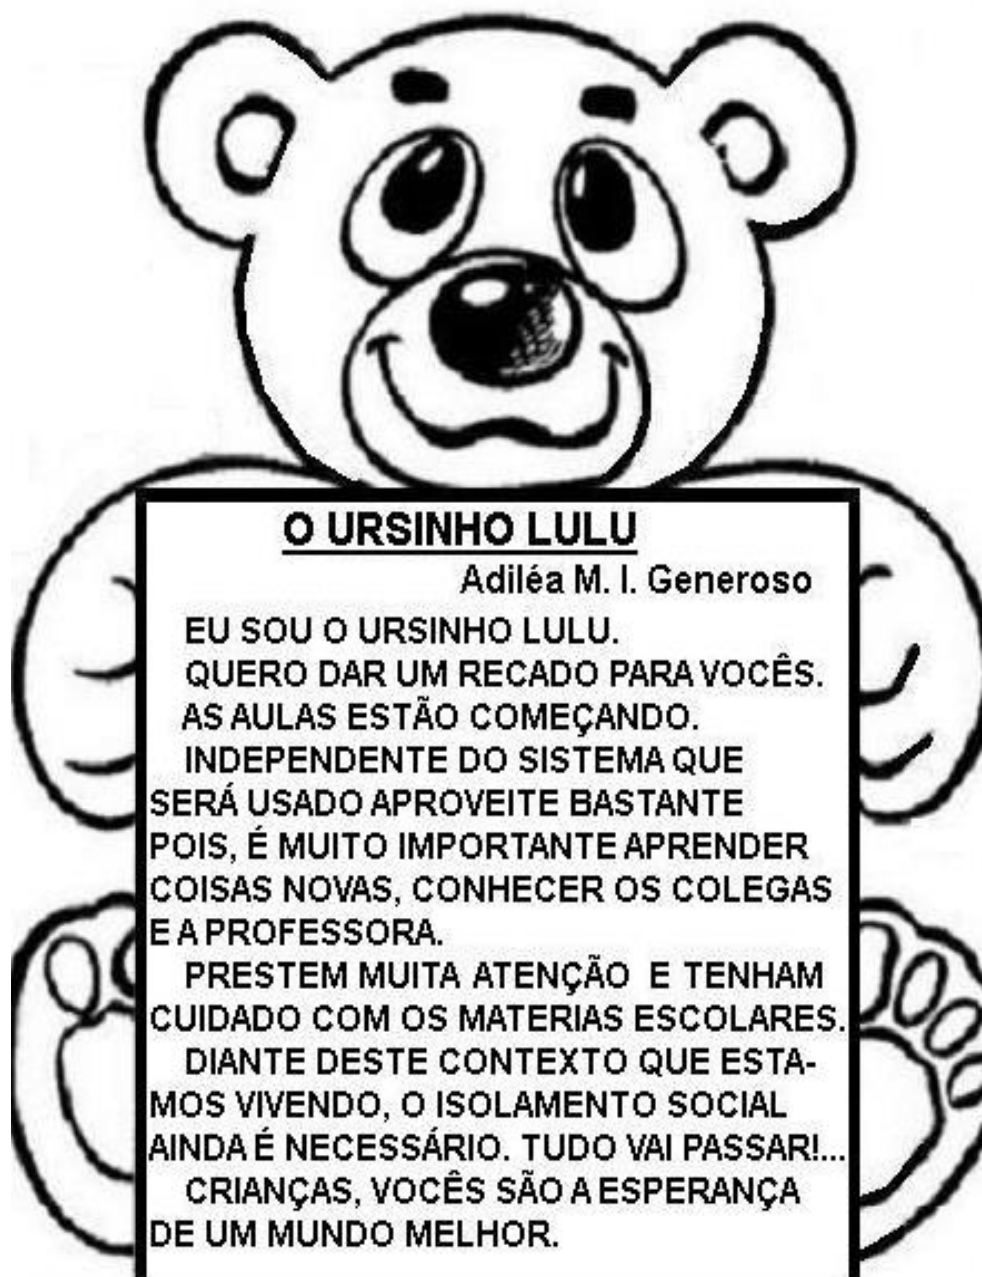 O URSINHO LULU
Adiléa M. I. Generoso
EU SOU O URSINHO LULU.
QUERO DAR UM RECADO PARA VOCÊS.
AS AULAS ESTÃO COMEÇANDO.
INDEPENDENTE DO SISTEMA QUE
SERÁ USADO APROVEITE BASTANTE
POIS, É MUITO IMPORTANTE APRENDER
COISAS NOVAS, CONHECER OS COLEGAS
E A PROFESSORA.
PRESTEM MUITA ATENÇÃO E TENHAM
CUIDADO COM OS MATERIAS ESCOLARES.
DIANTE DESTE CONTEXTO QUE ESTA-
MOS VIVENDO, O ISOLAMENTO SOCIAL
AINDA É NECESSÁRIO. TUDO VAI PASSAR!...
CRIANÇAS, VOCÊS SÃO A ESPERANÇA
DE UM MUNDO MELHOR.